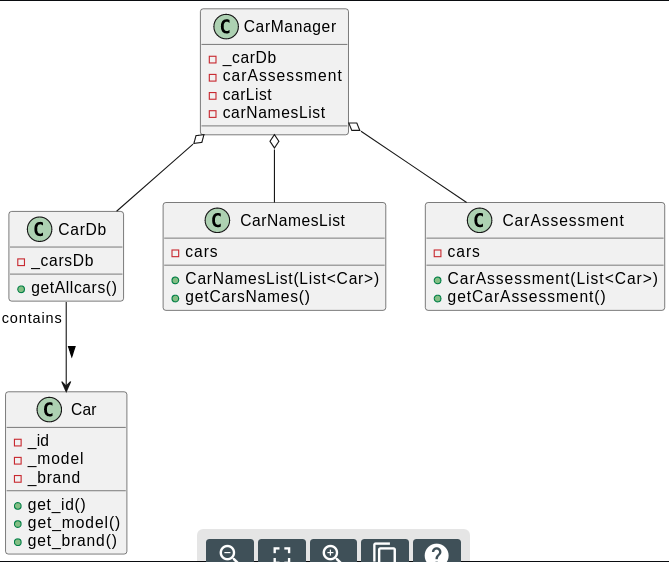 C CarManager
_carDb
carAssessment
carList
carNamesList
C CarDb
_carsDb
getAllcars()
C CarNamesList
cars
CarNamesList(List<Car>)
getCarsNames()
C CarAssessment
cars
CarAssessment(List<Car>)
getCarAssessment()
contains
C Car
_id
_model
_brand
get_id()
get_model()
get_brand()